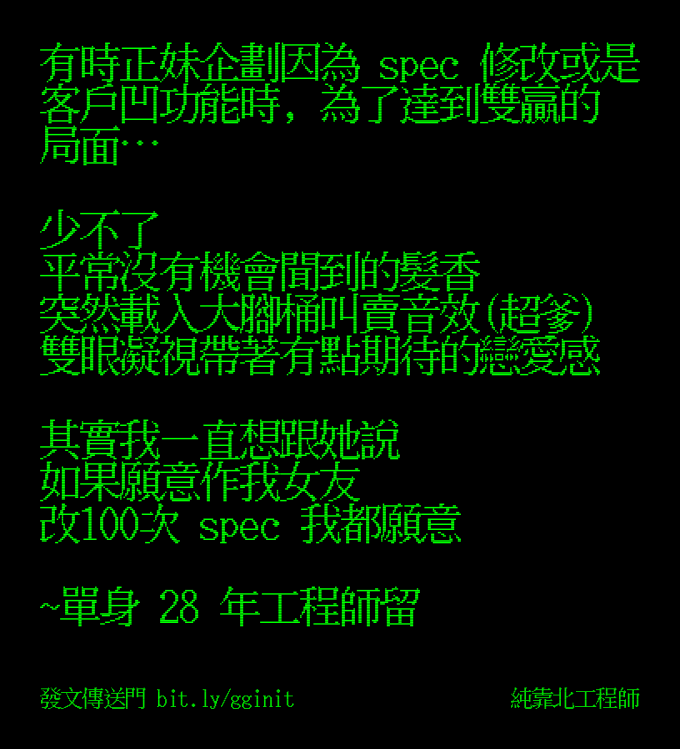 有時正妹企劃因為 spec 修改或是
客戶凹功能時, 為了達到雙贏的
局面…
少不了
平常沒有機會聞到的髮香
突然載入大腳桶叫賣音效(超爹)
雙眼凝視帶著有點期待的戀愛感
其實我一直想跟她說
如果願意作我女友
改100次 spec 我都願意
~單身 28 年工程師留
發文傳送門 bit.ly/gginit
純靠北工程師